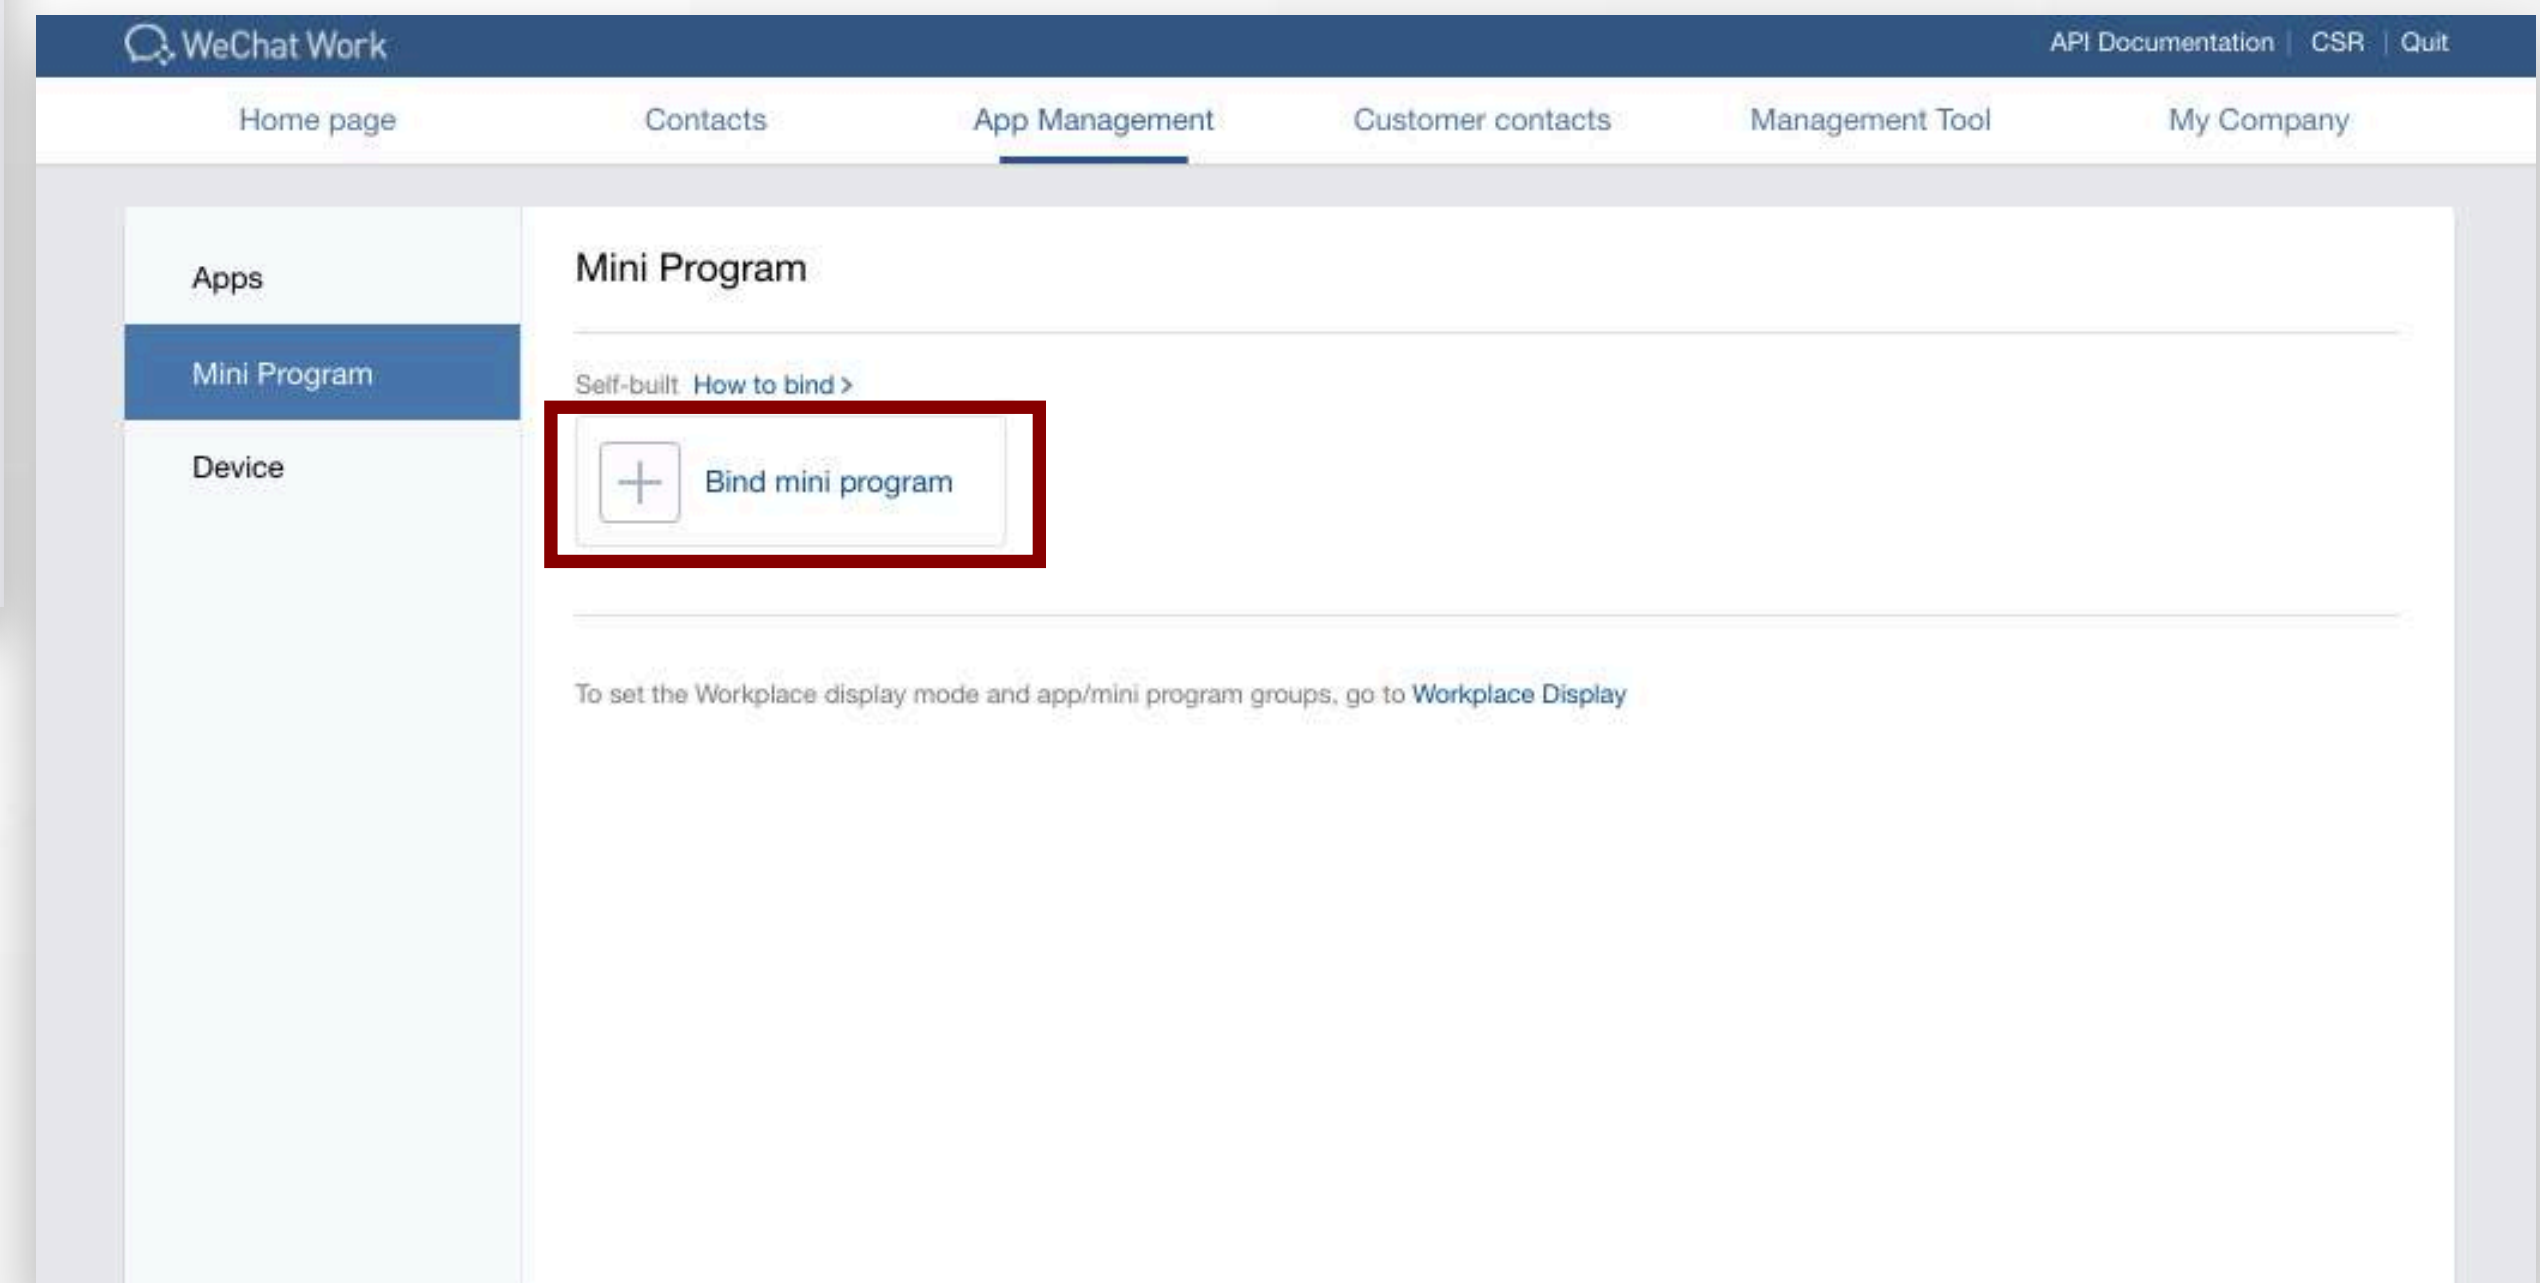 WeChat Work
API Documentation | CSR | Quit
Home page Contacts App Management Customer contacts Management Tool My Company
Apps
Mini Program
Device
Mini Program
Self-built How to bind >
Bind mini program
To set the Workplace display mode and app/mini program groups, go to Workplace Display